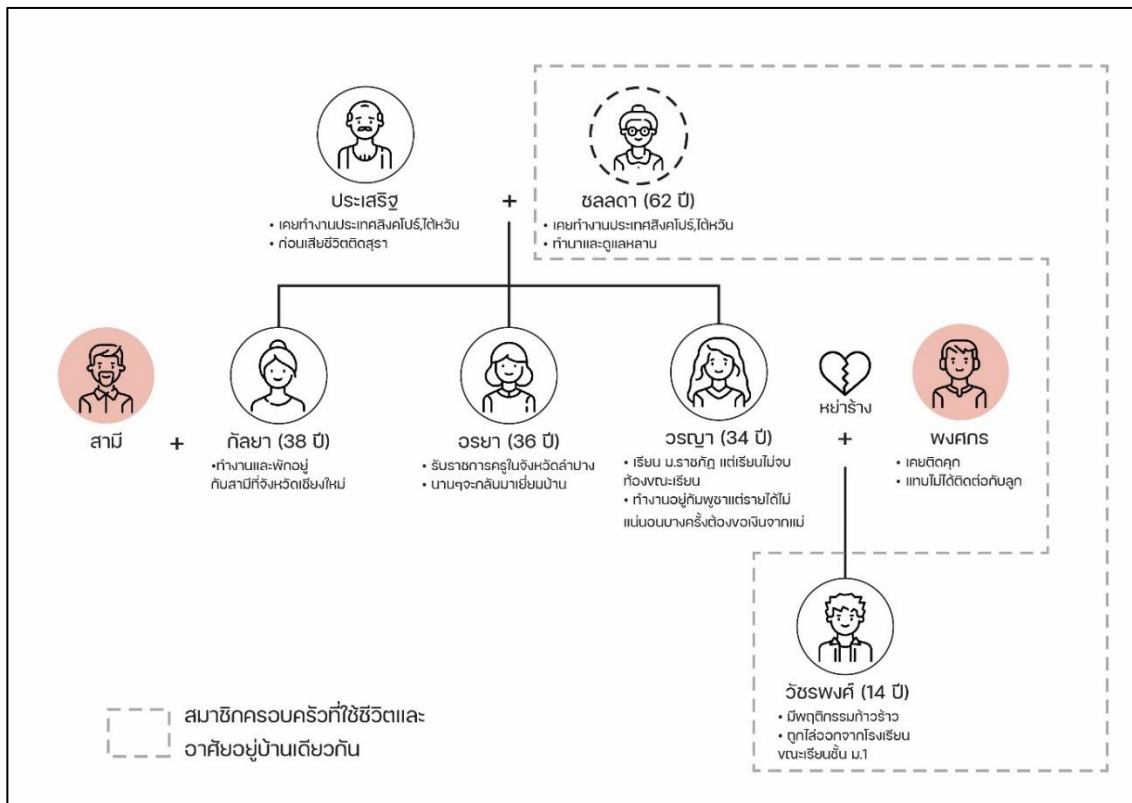 ประเสริฐ
• เคยทำงานประเทศสิงคโปร์,ไต้หวัน
• ก่อนเสียชีวิตติดสุรา
+
ชลลดา (62 ปี)
• เคยทำงานประเทศสิงคโปร์,ไต้หวัน
• ทำนาและดูแลหลาน
สามี
+
กัลยา (38 ปี)
•ทำงานและพักอยู่
กับสามีที่จังหวัดเชียงใหม่
อรยา (36 ปี)
• รับราชการครูในจังหวัดลำปาง
• นานๆจะกลับมาเยี่ยมบ้าน
วรญา (34 ปี)
• เรียน ม.ราชภัฏ แต่เรียนไม่จบ
ท้องขณะเรียน
• ทำงานอยู่กัมพูชาแต่รายได้ไม่
แน่นอนบางครั้งต้องขอเงินจากแม่
หย่าร้าง
+
พงศกร
• เคยติดคุก
• แทบไม่ได้ติดต่อกับลูก
วัชรพงศ์ (14 ปี)
• มีพฤติกรรมก้าวร้าว
• ถูกไล่ออกจากโรงเรียน
ขณะเรียนชั้น ม.1
สมาชิกครอบครัวที่ใช้ชีวิตและ
อาศัยอยู่บ้านเดียวกัน